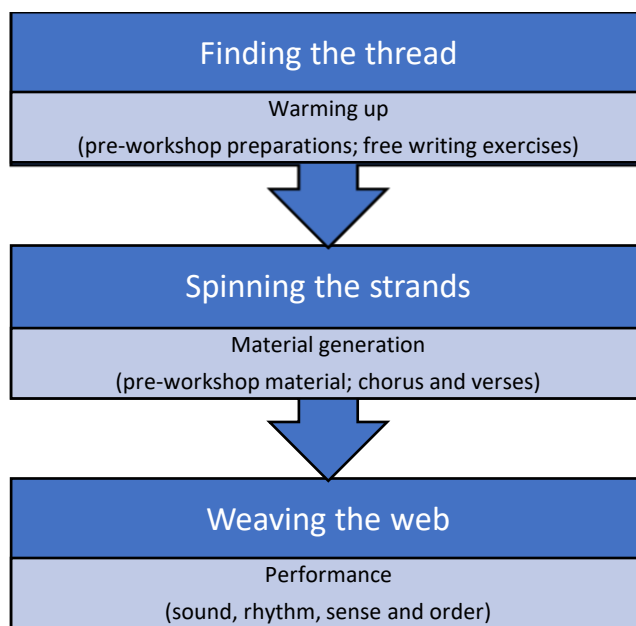 Finding the thread
Warming up
(pre-workshop preparations; free writing exercises)
Spinning the strands
Material generation
(pre-workshop material; chorus and verses)
Weaving the web
Performance
(sound, rhythm, sense and order)